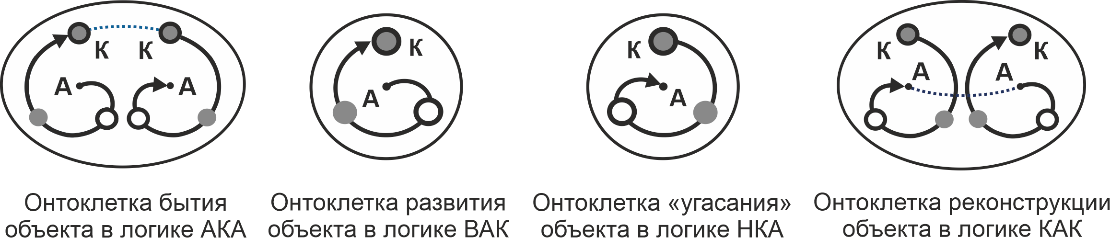 К К
А А
К
А
К
А
К К
А А
Онтоклетка бытия
объекта в логике АКА
Онтоклетка развития
объекта в логике ВАК
Онтоклетка «угасания»
объекта в логике НКА
Онтоклетка реконструкции
объекта в логике КАК